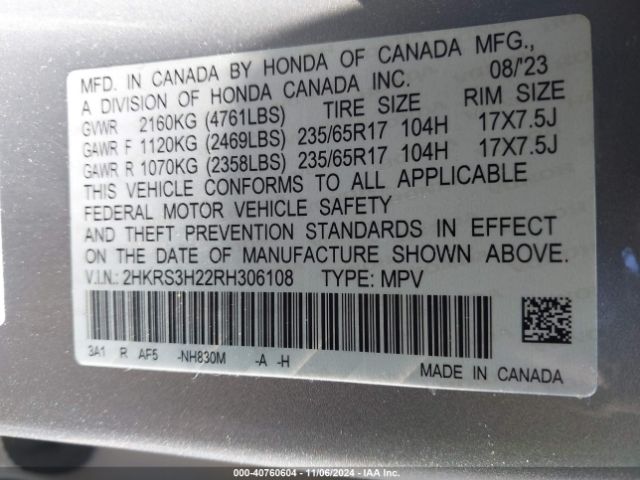 MFD. IN CANADA BY HONDA OF CANADA MFG.,
A DIVISION OF HONDA CANADA INC. 08/'23
GVWR 2160KG (4761LBS) TIRE SIZE RIM SIZE
GAWR F 1120KG (2469LBS) 235/65R17 104H 17X7.5J
GAWR R 1070KG (2358LBS) 235/65R17 104H 17X7.5J
THIS VEHICLE CONFORMS TO ALL APPLICABLE
FEDERAL MOTOR VEHICLE SAFETY
AND THEFT PREVENTION STANDARDS IN EFFECT
ON THE DATE OF MANUFACTURE SHOWN ABOVE.
V.I.N.: 2HKRS3H22RH306108 TYPE: MPV
3A1 R AF5 -NH830M -A -H
MADE IN CANADA
000-40760604 - 11/06/2024 - IAA Inc.